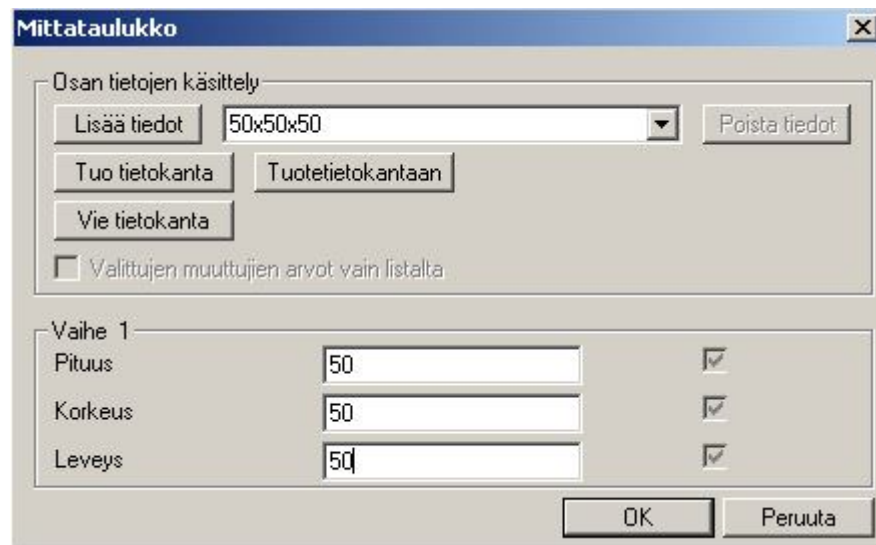 Mittataulukko
Osan tietojen käsittely
Lisää tiedot 50x50x50 Poista tiedot
Tuo tietokanta Tuotetietokantaan
Vie tietokanta
Valittujen muuttujien arvot vain listalta
Vaihe 1
Pituus 50
Korkeus 50
Leveys 50
OK Peruuta